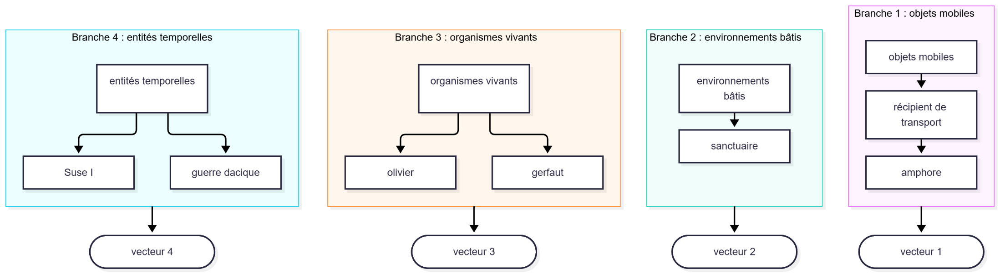 Branche 4 : entités temporelles
entités temporelles
Suse I
guerre dacique
vecteur 4
Branche 3 : organismes vivants
organismes vivants
olivier
gerfaut
vecteur 3
Branche 2 : environnements bâtis
environnements
bâtis
sanctuaire
vecteur 2
Branche 1 : objets mobiles
objets mobiles
récipient de
transport
amphore
vecteur 1